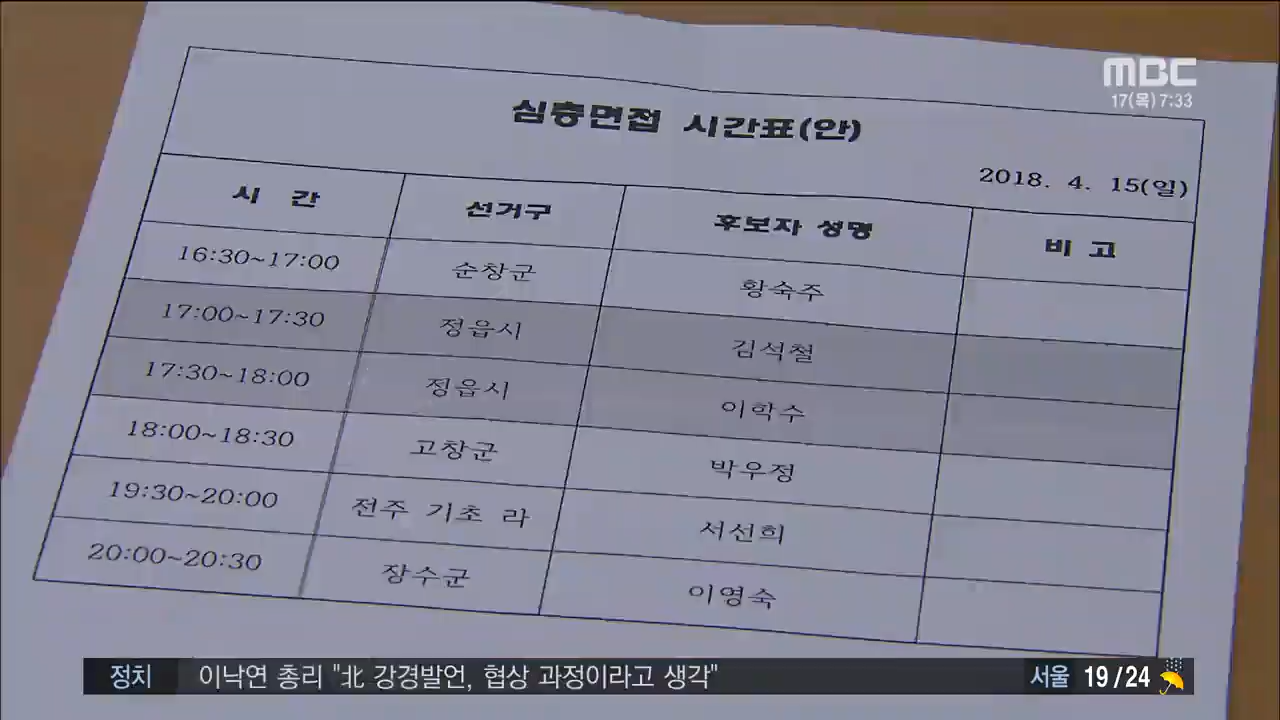 MBC
17(목) 7:33
심층면접 시간표(안)
2018. 4. 15(일)
시 간 선거구 후보자 성명 비 고
16:30~17:00 순창군 황숙주
17:00~17:30 정읍시 김석철
17:30~18:00 정읍시 이학수
18:00~18:30 고창군 박우정
19:30~20:00 전주 기초 라 서선희
20:00~20:30 장수군 이영숙
정치 이낙연 총리 "北 강경발언, 협상 과정이라고 생각" 서울 19/24